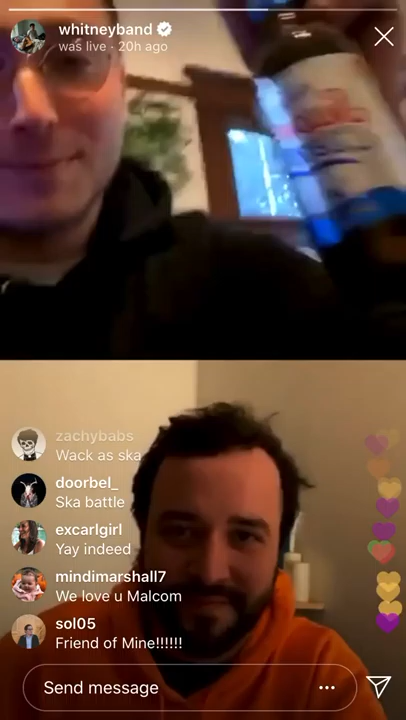 whitneyband
was live · 20h ago
zachybabs
Wack as ska
doorbel_
Ska battle
excarlgirl
Yay indeed
mindimarshall7
We love u Malcom
sol05
Friend of Mine!!!!!!
Send message